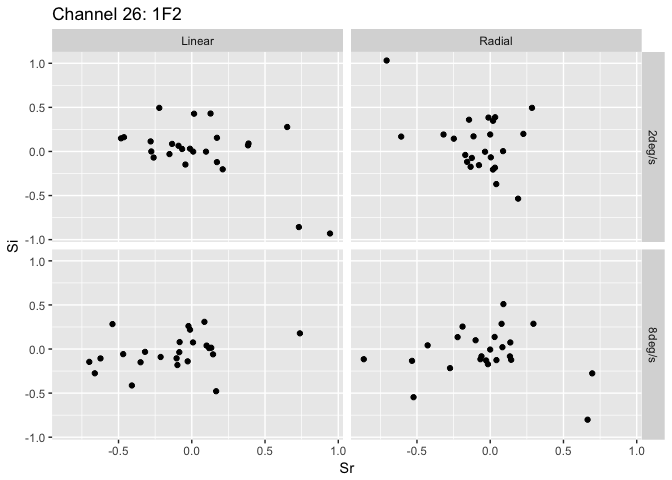 Channel 26: 1F2
Linear
Radial
1.0
0.5
0.0
-0.5
-1.0
2deg/s
Si
1.0
0.5
0.0
-0.5
-1.0
8deg/s
-0.5 0.0 0.5 1.0 -0.5 0.0 0.5 1.0
Sr